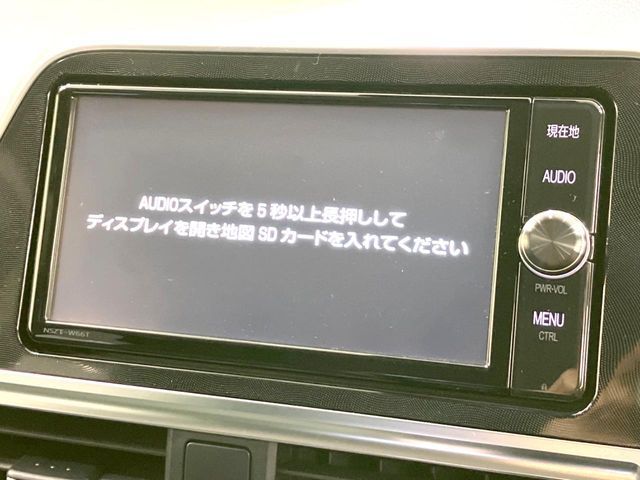 現在地
AUDIO
AUDIOスイッチを5秒以上長押しして
ディスプレイを開き地図SDカードを入れてください
PWR·VOL
MENU
CTRL
NSZT-W66T